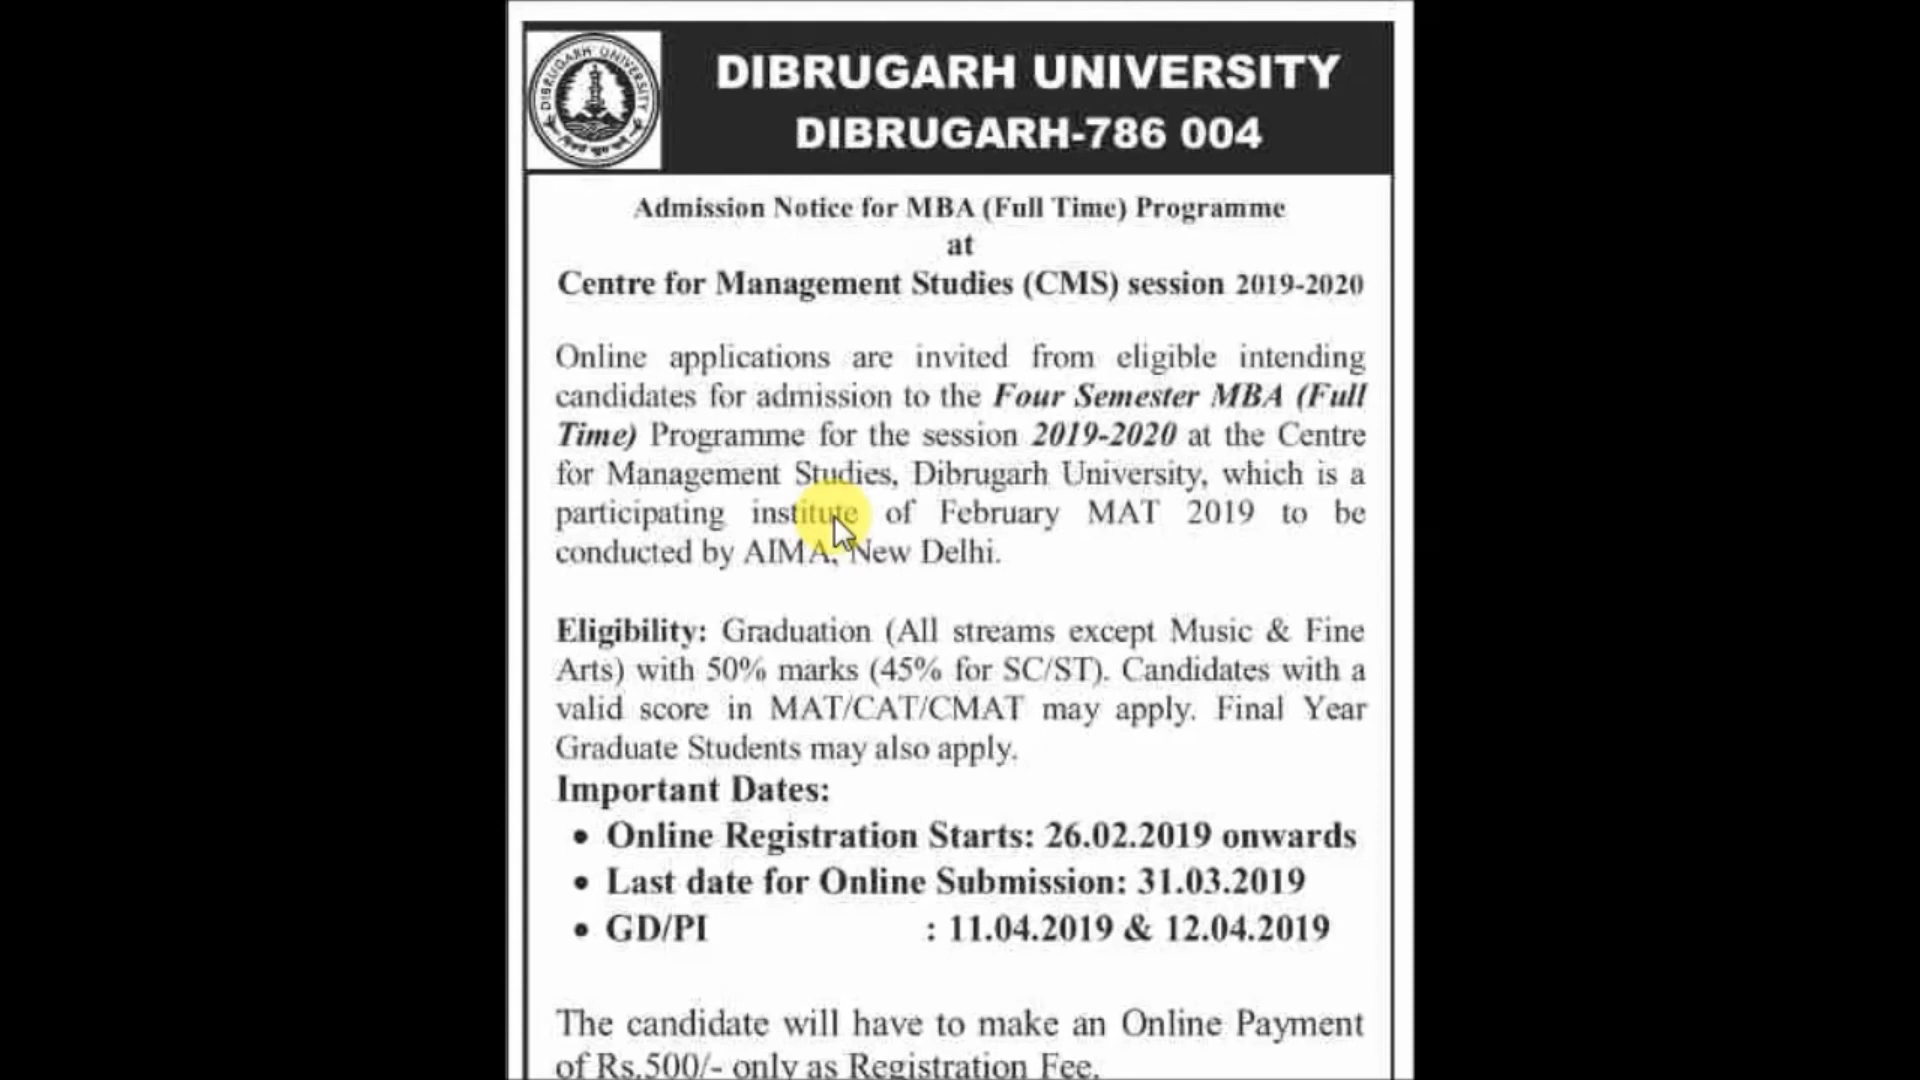 DIBRUGARH UNIVERSITY
DIBRUGARH UNIVERSITY
DIBRUGARH-786 004
Admission Notice for MBA (Full Time) Programme
at
Centre for Management Studies (CMS) session 2019-2020
Online applications are invited from eligible intending
candidates for admission to the Four Semester MBA (Full
Time) Programme for the session 2019-2020 at the Centre
for Management Studies, Dibrugarh University, which is a
participating institute of February MAT 2019 to be
conducted by AIMA, New Delhi.
Eligibility: Graduation (All streams except Music & Fine
Arts) with 50% marks (45% for SC/ST). Candidates with a
valid score in MAT/CAT/CMAT may apply. Final Year
Graduate Students may also apply.
Important Dates:
• Online Registration Starts: 26.02.2019 onwards
• Last date for Online Submission: 31.03.2019
• GD/PI : 11.04.2019 & 12.04.2019
The candidate will have to make an Online Payment
of Rs.500/- only as Registration Fee.